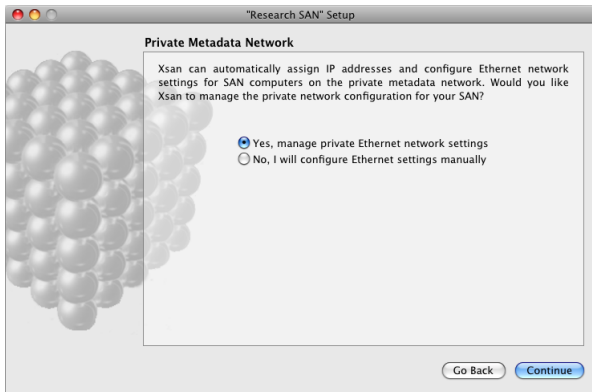 "Research SAN" Setup
Private Metadata Network
Xsan can automatically assign IP addresses and configure Ethernet network
settings for SAN computers on the private metadata network. Would you like
Xsan to manage the private network configuration for your SAN?
Yes, manage private Ethernet network settings
No, I will configure Ethernet settings manually
Go Back
Continue